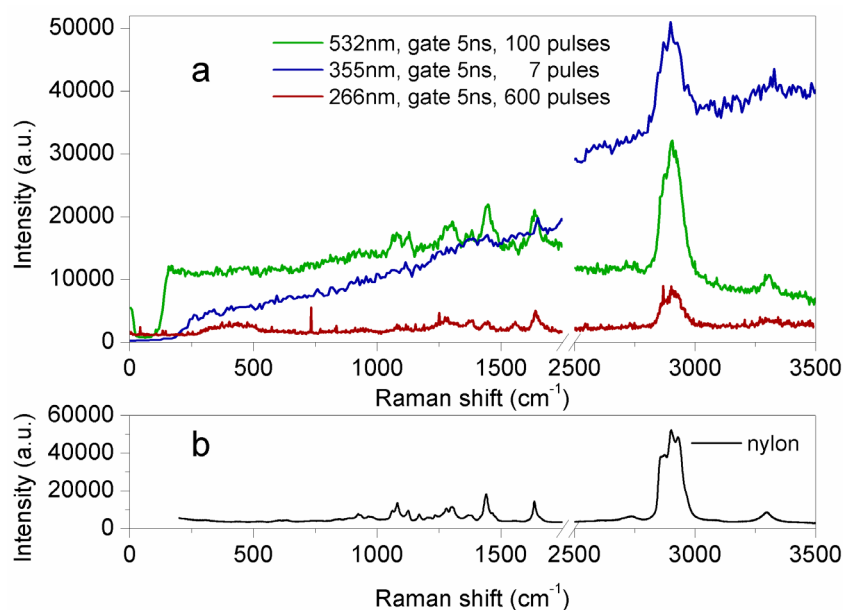 a
532nm, gate 5ns, 100 pulses
355nm, gate 5ns, 7 pules
266nm, gate 5ns, 600 pulses
Intensity (a.u.)
50000
40000
30000
20000
10000
0
0 500 1000 1500 2500 3000 3500
Raman shift (cm⁻¹)
b
nylon
Intensity (a.u.)
60000
40000
20000
0
0 500 1000 1500 2500 3000 3500
Raman shift (cm⁻¹)